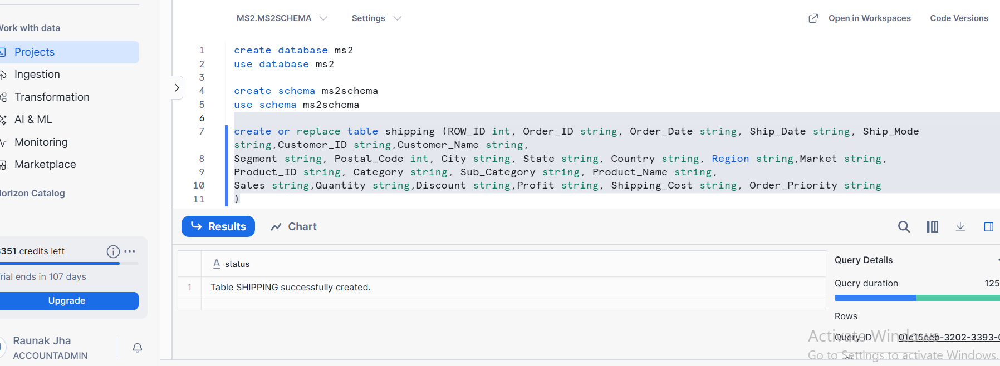 Work with data
Projects
Ingestion
Transformation
AI & ML
Monitoring
Marketplace
Horizon Catalog
351 credits left
Trial ends in 107 days
Upgrade
Raunak Jha
ACCOUNTADMIN
MS2.MS2SCHEMA
Settings
Open in Workspaces
Code Versions
1 create database ms2
2 use database ms2
3
4 create schema ms2schema
5 use schema ms2schema
6
7 create or replace table shipping (ROW_ID int, Order_ID string, Order_Date string, Ship_Date string, Ship_Mode
string,Customer_ID string,Customer_Name string,
8 Segment string, Postal_Code int, City string, State string, Country string, Region string,Market string,
9 Product_ID string, Category string, Sub_Category string, Product_Name string,
10 Sales string,Quantity string,Discount string,Profit string, Shipping_Cost string, Order_Priority string
11 )
Results
Chart
A status
1 Table SHIPPING successfully created.
Query Details
Query duration 125
Rows
Query ID 01c15eeb-3202-3393-0
Activate Windows
Go to Settings to activate Windows.